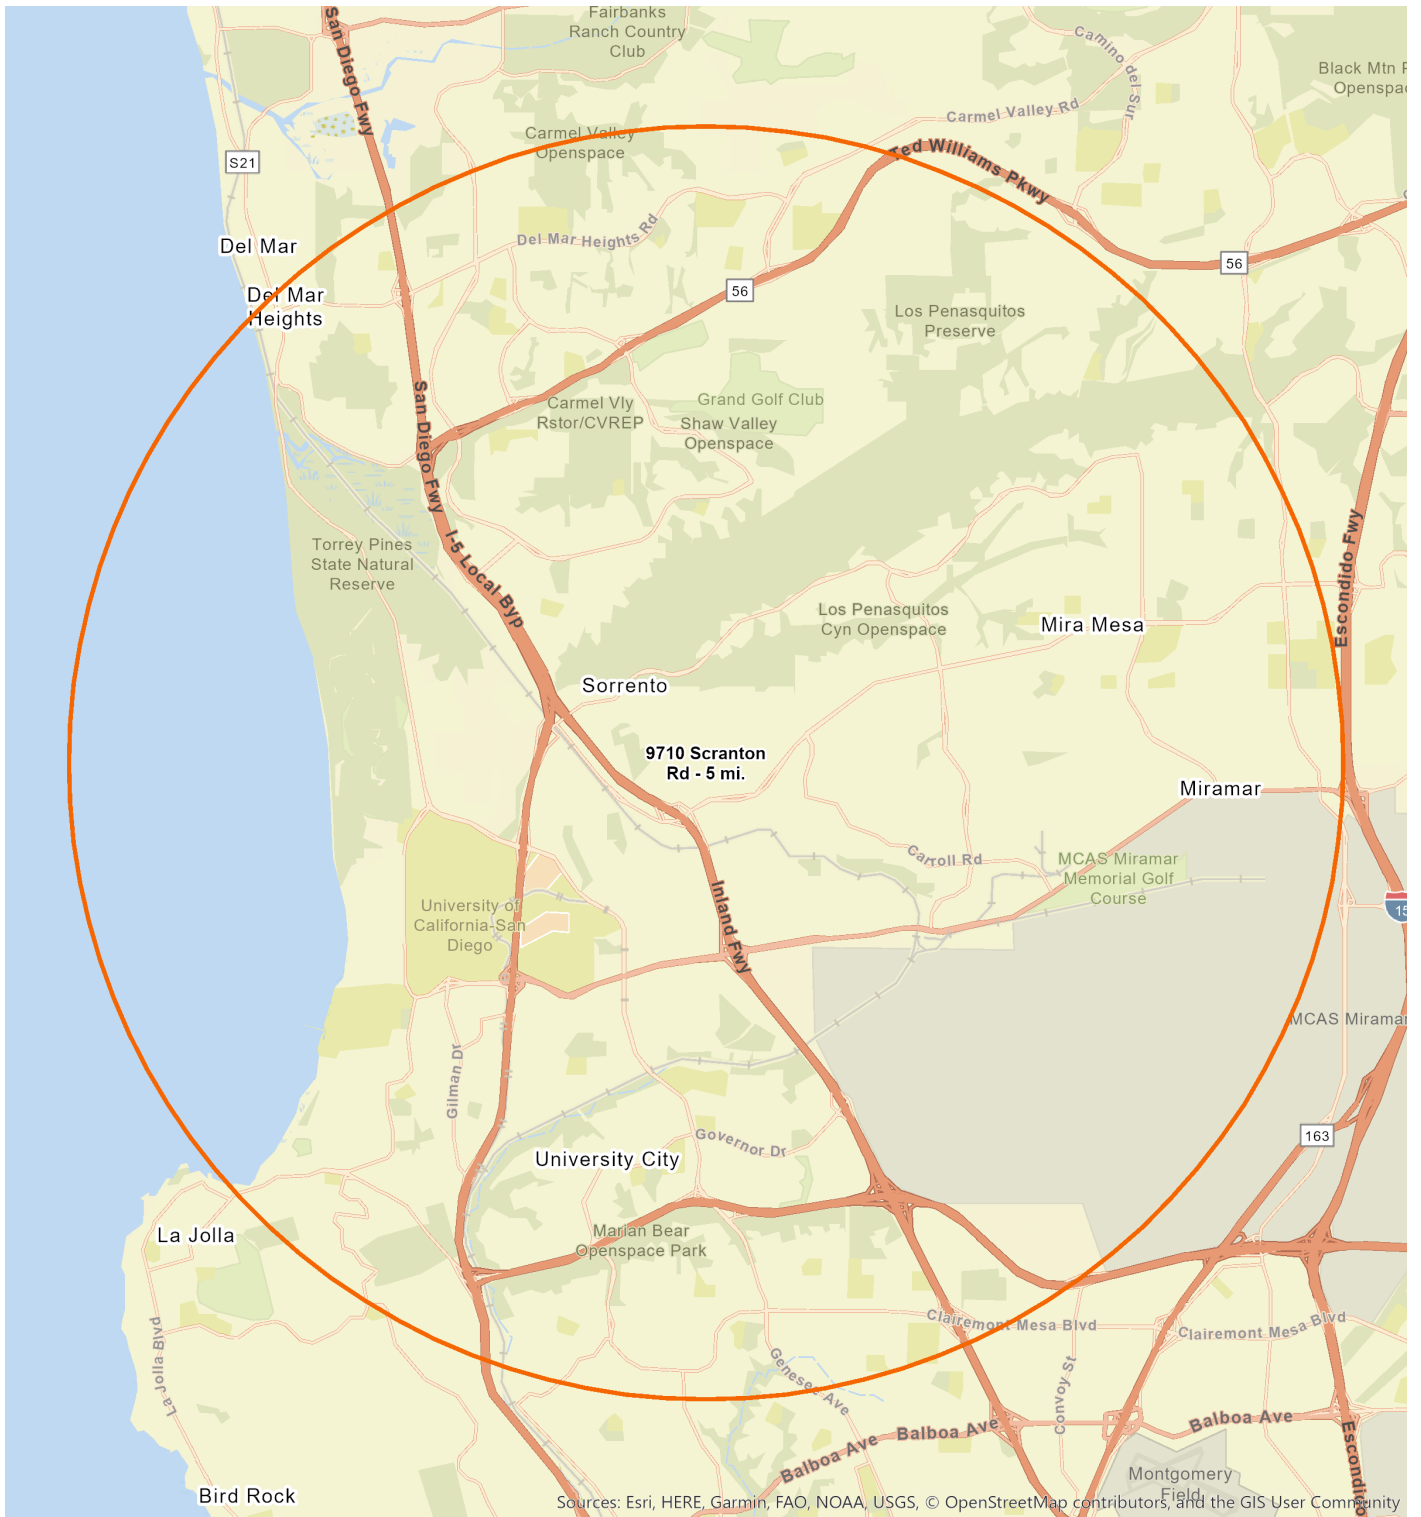 Fairbanks
Ranch Country
Club
San Diego Fwy
Camino del Sur
Black Mtn
Openspac
Carmel Valley Rd
Carmel Valley
Openspace
S21
Ted Williams Pkwy
Del Mar
Del Mar Heights Rd
56
56
Del Mar
Heights
Los Penasquitos
Preserve
San Diego Fwy
Carmel Vly
Rstor/CVREP
Grand Golf Club
Shaw Valley
Openspace
Escondido Fwy
Torrey Pines
State Natural
Reserve
I-5 Local Byp
Los Penasquitos
Cyn Openspace
Mira Mesa
Sorrento
9710 Scranton
Rd - 5 mi.
Miramar
Carroll Rd
MCAS Miramar
Memorial Golf
Course
Inland Fwy
University of
California-San
Diego
15
MCAS Miramar
Gilman Dr
Governor Dr
163
University City
Marian Bear
Openspace Park
La Jolla
La Jolla Blvd
Clairemont Mesa Blvd
Clairemont Mesa Blvd
Genesee Ave
Convoy St
Balboa Ave
Balboa Ave
Balboa Ave
Escondido
Montgomery
Field
Bird Rock
Sources: Esri, HERE, Garmin, FAO, NOAA, USGS, © OpenStreetMap contributors, and the GIS User Community